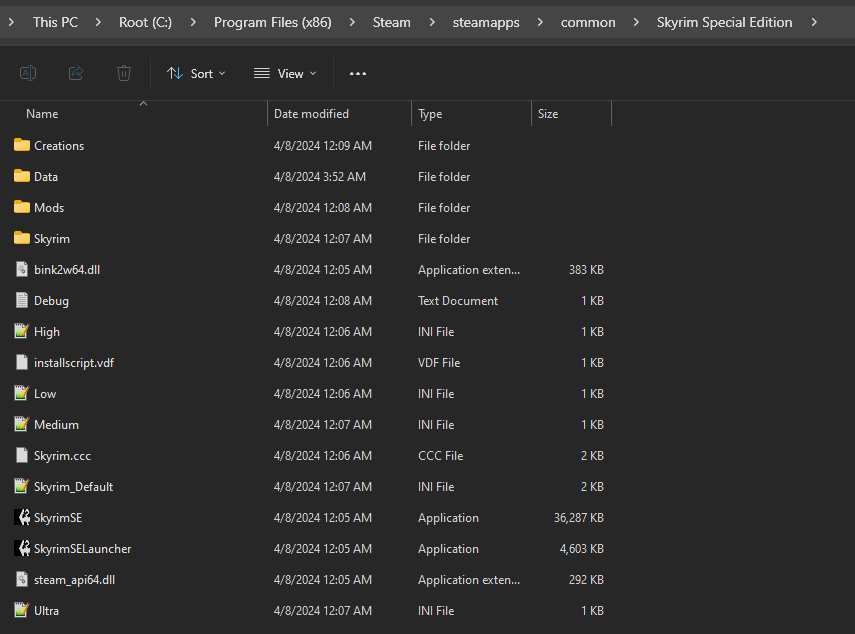 This PC > Root (C:) > Program Files (x86) > Steam > steamapps > common > Skyrim Special Edition >
Sort View ...
Name Date modified Type Size
Creations 4/8/2024 12:09 AM File folder
Data 4/8/2024 3:52 AM File folder
Mods 4/8/2024 12:08 AM File folder
Skyrim 4/8/2024 12:07 AM File folder
bink2w64.dll 4/8/2024 12:05 AM Application exten... 383 KB
Debug 4/8/2024 12:08 AM Text Document 1 KB
High 4/8/2024 12:06 AM INI File 1 KB
installscript.vdf 4/8/2024 12:06 AM VDF File 1 KB
Low 4/8/2024 12:06 AM INI File 1 KB
Medium 4/8/2024 12:07 AM INI File 1 KB
Skyrim.ccc 4/8/2024 12:06 AM CCC File 2 KB
Skyrim_Default 4/8/2024 12:07 AM INI File 2 KB
SkyrimSE 4/8/2024 12:05 AM Application 36,287 KB
SkyrimSELauncher 4/8/2024 12:05 AM Application 4,603 KB
steam_api64.dll 4/8/2024 12:05 AM Application exten... 292 KB
Ultra 4/8/2024 12:07 AM INI File 1 KB